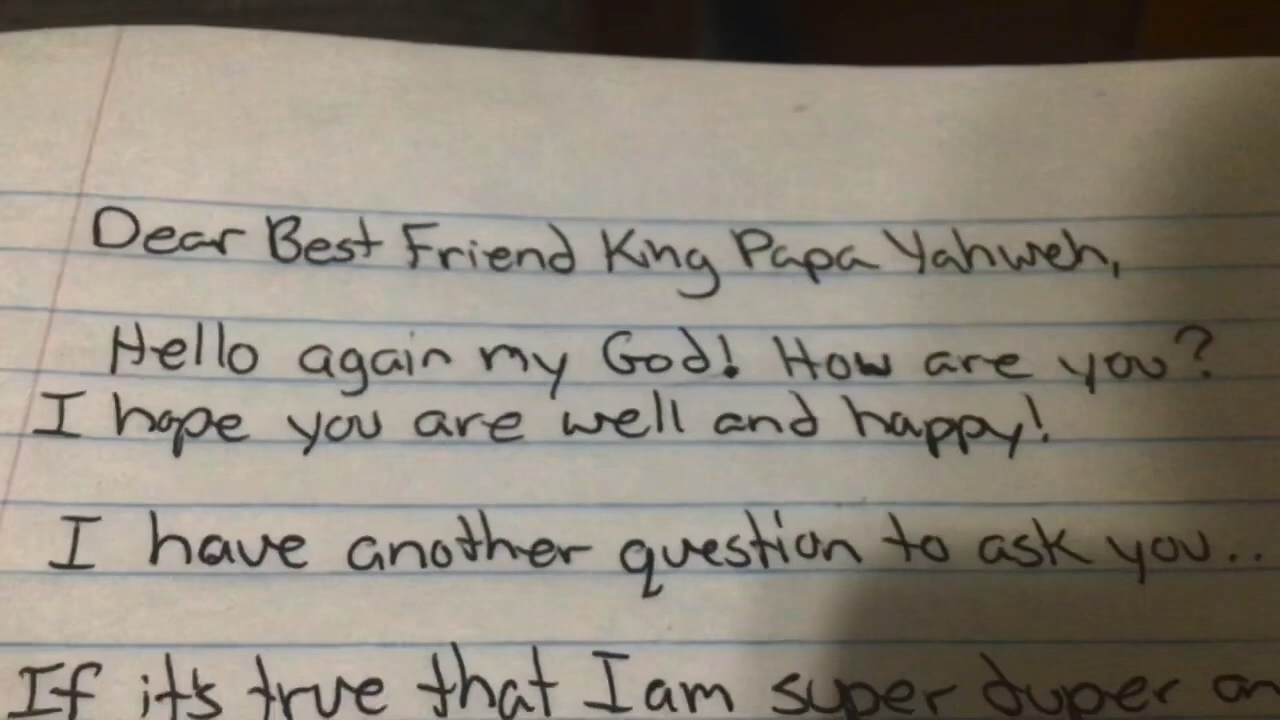 Dear Best Friend King Papa Yahweh,
Hello again my God! How are you?
I hope you are well and happy!
I have another question to ask you..
If it's true that I am super duper